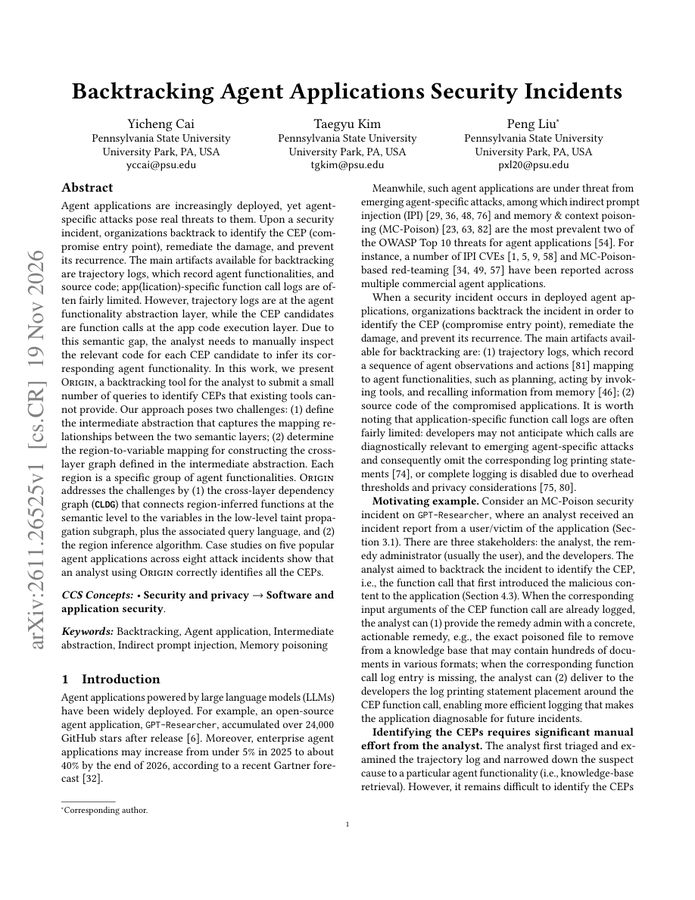 Backtracking Agent Applications Security Incidents
Yicheng Cai
Pennsylvania State University
University Park, PA, USA
yccai@psu.edu
Taegyu Kim
Pennsylvania State University
University Park, PA, USA
tgkim@psu.edu
Peng Liu*
Pennsylvania State University
University Park, PA, USA
pxl20@psu.edu
arXiv:2611.26525v1 [cs.CR] 19 Nov 2026
Abstract
Agent applications are increasingly deployed, yet agent-
specific attacks pose real threats to them. Upon a security
incident, organizations backtrack to identify the CEP (com-
promise entry point), remediate the damage, and prevent
its recurrence. The main artifacts available for backtracking
are trajectory logs, which record agent functionalities, and
source code; app(lication)-specific function call logs are of-
ten fairly limited. However, trajectory logs are at the agent
functionality abstraction layer, while the CEP candidates
are function calls at the app code execution layer. Due to
this semantic gap, the analyst needs to manually inspect
the relevant code for each CEP candidate to infer its cor-
responding agent functionality. In this work, we present
Origin, a backtracking tool for the analyst to submit a small
number of queries to identify CEPs that existing tools can-
not provide. Our approach poses two challenges: (1) define
the intermediate abstraction that captures the mapping re-
lationships between the two semantic layers; (2) determine
the region-to-variable mapping for constructing the cross-
layer graph defined in the intermediate abstraction. Each
region is a specific group of agent functionalities. Origin
addresses the challenges by (1) the cross-layer dependency
graph (CLDG) that connects region-inferred functions at the
semantic level to the variables in the low-level taint propa-
gation subgraph, plus the associated query language, and (2)
the region inference algorithm. Case studies on five popular
agent applications across eight attack incidents show that
an analyst using Origin correctly identifies all the CEPs.
CCS Concepts: • Security and privacy → Software and
application security.
Keywords: Backtracking, Agent application, Intermediate
abstraction, Indirect prompt injection, Memory poisoning
1 Introduction
Agent applications powered by large language models (LLMs)
have been widely deployed. For example, an open-source
agent application, GPT-Researcher, accumulated over 24,000
GitHub stars after release [6]. Moreover, enterprise agent
applications may increase from under 5% in 2025 to about
40% by the end of 2026, according to a recent Gartner fore-
cast [32].
*Corresponding author.
Meanwhile, such agent applications are under threat from
emerging agent-specific attacks, among which indirect prompt
injection (IPI) [29, 36, 48, 76] and memory & context poison-
ing (MC-Poison) [23, 63, 82] are the most prevalent two of
the OWASP Top 10 threats for agent applications [54]. For
instance, a number of IPI CVEs [1, 5, 9, 58] and MC-Poison-
based red-teaming [34, 49, 57] have been reported across
multiple commercial agent applications.
When a security incident occurs in deployed agent ap-
plications, organizations backtrack the incident in order to
identify the CEP (compromise entry point), remediate the
damage, and prevent its recurrence. The main artifacts avail-
able for backtracking are: (1) trajectory logs, which record
a sequence of agent observations and actions [81] mapping
to agent functionalities, such as planning, acting by invok-
ing tools, and recalling information from memory [46]; (2)
source code of the compromised applications. It is worth
noting that application-specific function call logs are often
fairly limited: developers may not anticipate which calls are
diagnostically relevant to emerging agent-specific attacks
and consequently omit the corresponding log printing state-
ments [74], or complete logging is disabled due to overhead
thresholds and privacy considerations [75, 80].
Motivating example. Consider an MC-Poison security
incident on GPT-Researcher, where an analyst received an
incident report from a user/victim of the application (Sec-
tion 3.1). There are three stakeholders: the analyst, the rem-
edy administrator (usually the user), and the developers. The
analyst aimed to backtrack the incident to identify the CEP,
i.e., the function call that first introduced the malicious con-
tent to the application (Section 4.3). When the corresponding
input arguments of the CEP function call are already logged,
the analyst can (1) provide the remedy admin with a concrete,
actionable remedy, e.g., the exact poisoned file to remove
from a knowledge base that may contain hundreds of docu-
ments in various formats; when the corresponding function
call log entry is missing, the analyst can (2) deliver to the
developers the log printing statement placement around the
CEP function call, enabling more efficient logging that makes
the application diagnosable for future incidents.
Identifying the CEPs requires significant manual
effort from the analyst. The analyst first triaged and ex-
amined the trajectory log and narrowed down the suspect
cause to a particular agent functionality (i.e., knowledge-base
retrieval). However, it remains difficult to identify the CEPs
1